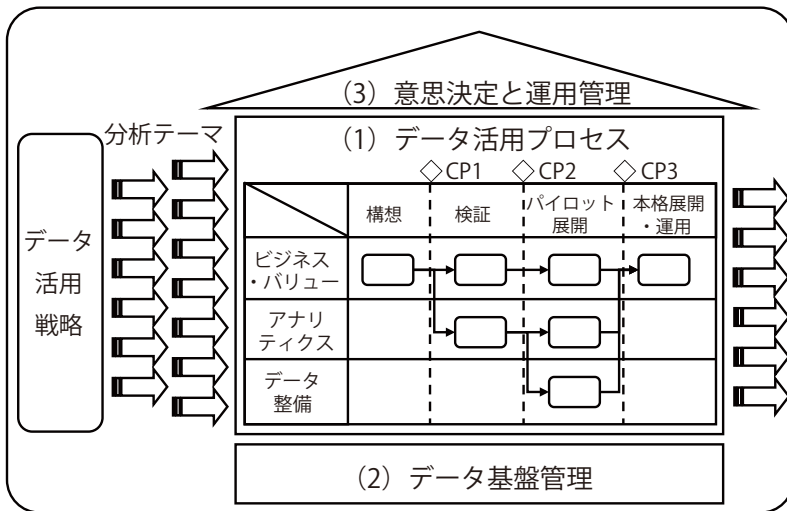 (3) 意思決定と運用管理
分析テーマ
(1) データ活用プロセス
◇CP1
◇CP2
◇CP3
構想
検証
パイロット
展開
本格展開
・運用
データ
活用
戦略
ビジネス
・バリュー
アナリ
ティクス
データ
整備
(2) データ基盤管理